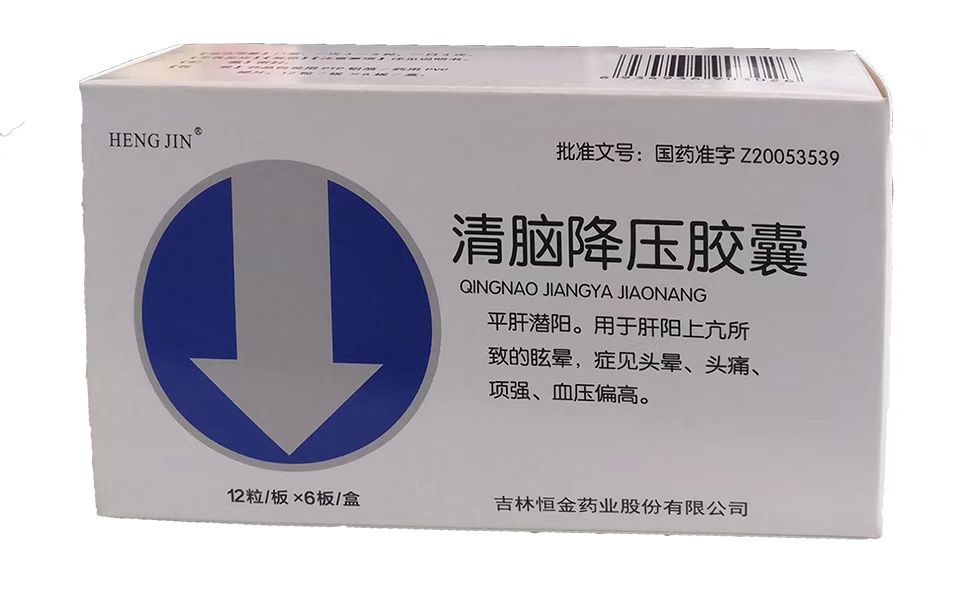 HENG JIN®
批准文号：国药准字 Z20053539
清脑降压胶囊
QINGNAO JIANGYA JIAONANG
平肝潜阳。用于肝阳上亢所
致的眩晕，症见头晕、头痛、
项强、血压偏高。
12粒/板 ×6板/盒
吉林恒金药业股份有限公司